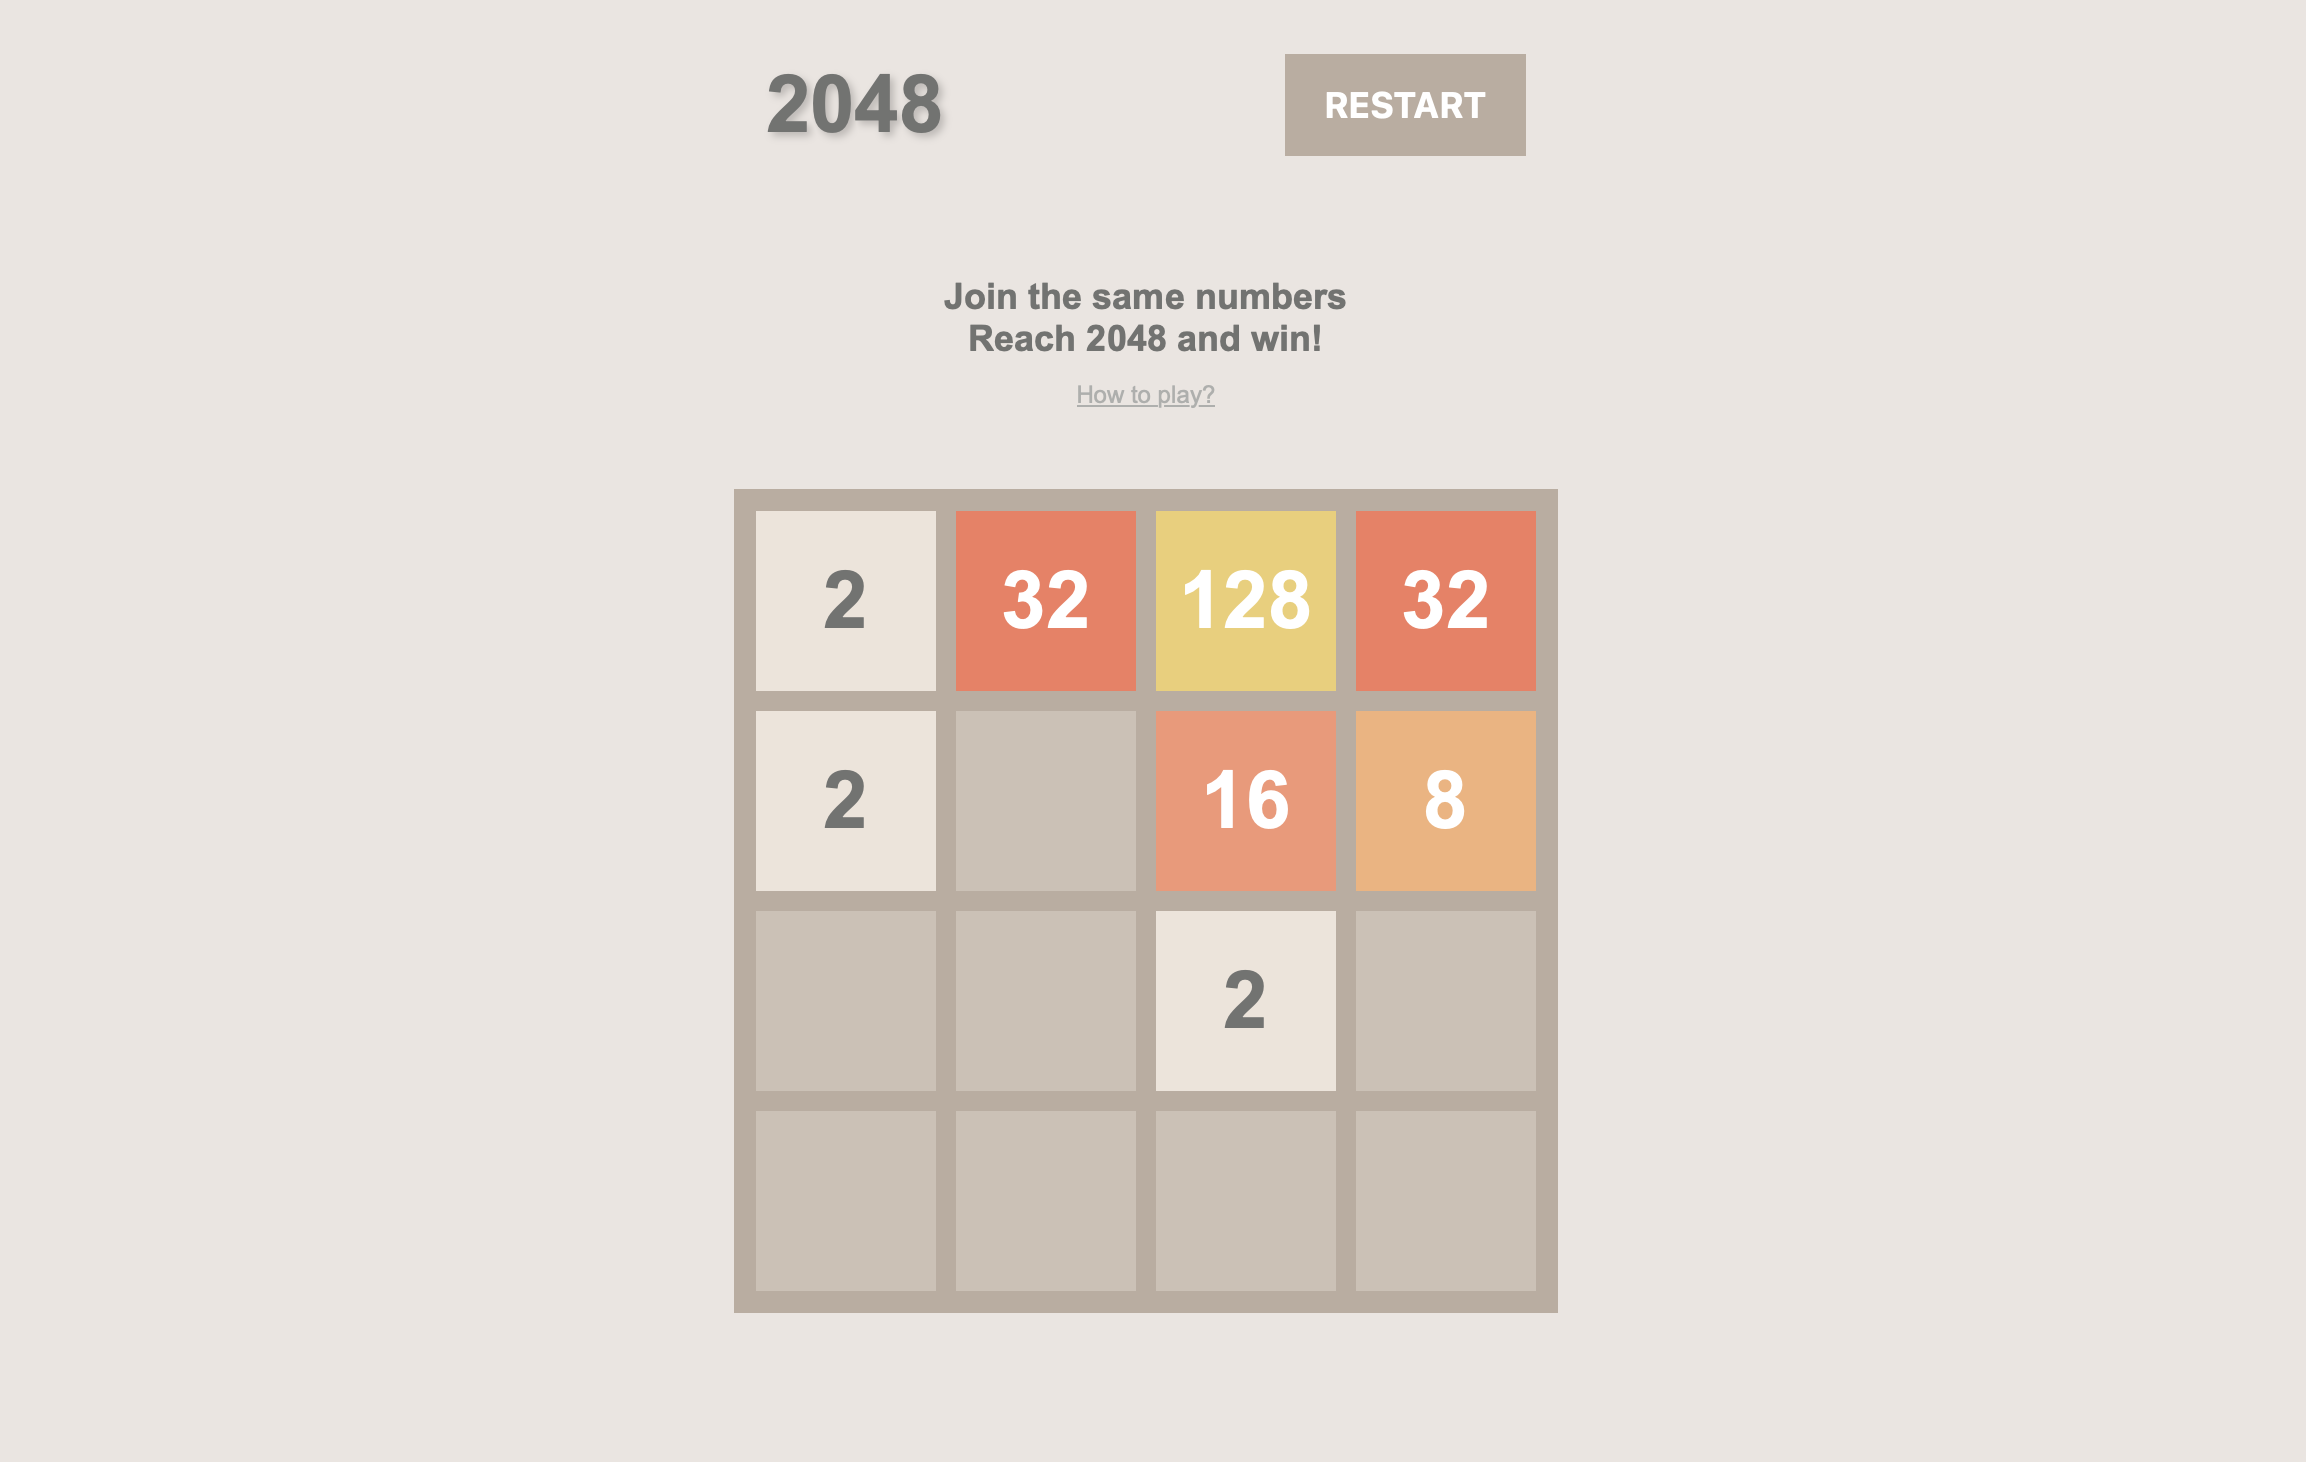 2048
RESTART
Join the same numbers
Reach 2048 and win!
How to play?
2 32 128 32
2 16 8
2